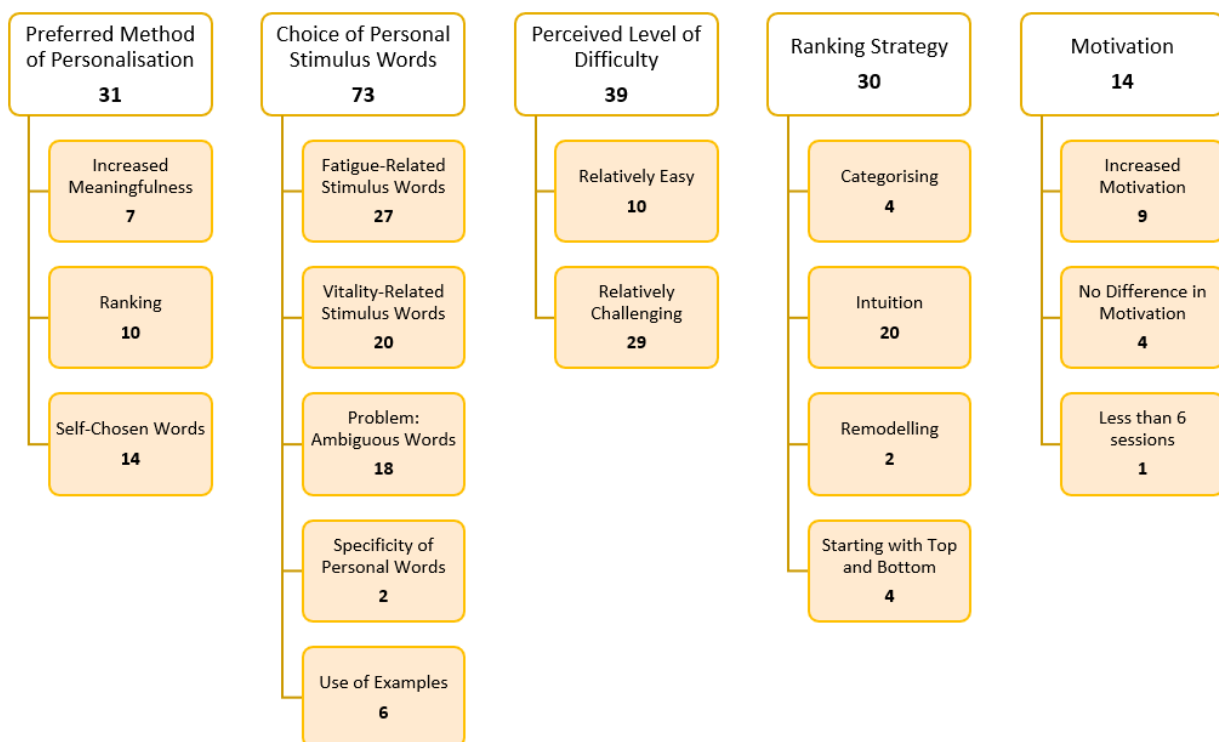 Preferred Method
of Personalisation
31
Increased
Meaningfulness
7
Ranking
10
Self-Chosen Words
14
Choice of Personal
Stimulus Words
73
Fatigue-Related
Stimulus Words
27
Vitality-Related
Stimulus Words
20
Problem:
Ambiguous Words
18
Specificity of
Personal Words
2
Use of Examples
6
Perceived Level of
Difficulty
39
Relatively Easy
10
Relatively
Challenging
29
Ranking Strategy
30
Categorising
4
Intuition
20
Remodelling
2
Starting with Top
and Bottom
4
Motivation
14
Increased
Motivation
9
No Difference in
Motivation
4
Less than 6
sessions
1